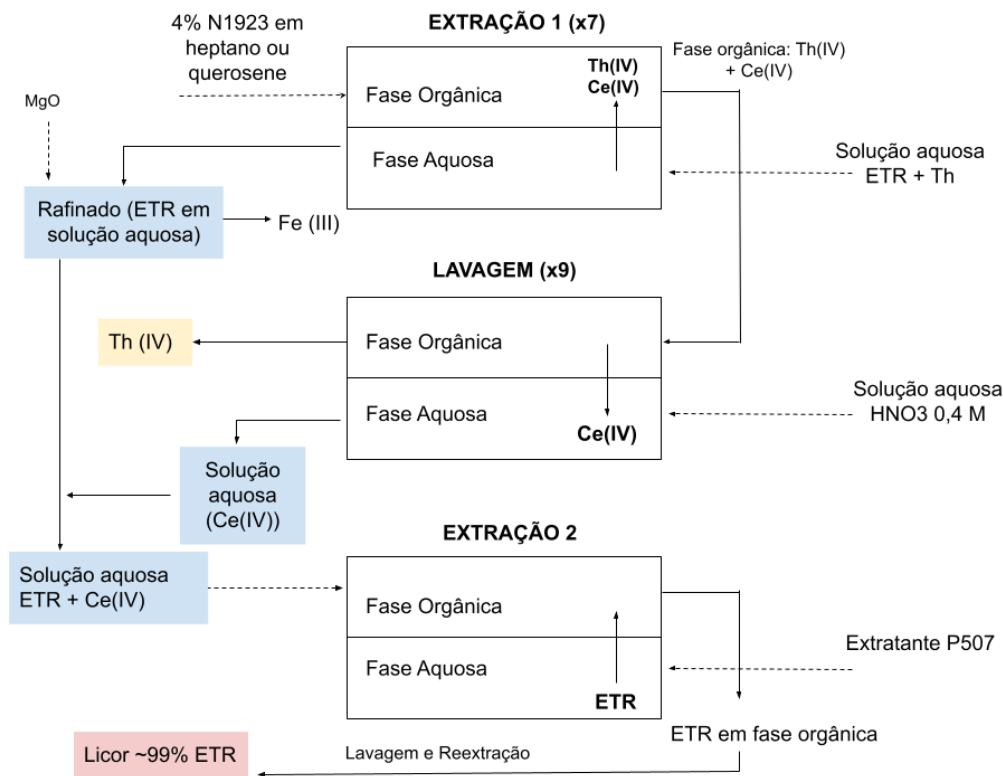 EXTRAÇÃO 1 (x7)
4% N1923 em
heptano ou
querosene
Fase orgânica: Th(IV)
+ Ce(IV)
Th(IV)
Ce(IV)
Fase Orgânica
MgO
Fase Aquosa
Solução aquosa
ETR + Th
Rafinado (ETR em
solução aquosa)
Fe (III)
LAVAGEM (x9)
Th (IV)
Fase Orgânica
Fase Aquosa
Ce(IV)
Solução aquosa
HNO3 0,4 M
Solução
aquosa
(Ce(IV))
EXTRAÇÃO 2
Solução aquosa
ETR + Ce(IV)
Fase Orgânica
Fase Aquosa
ETR
Extratante P507
ETR em fase orgânica
Licor ~99% ETR
Lavagem e Reextração